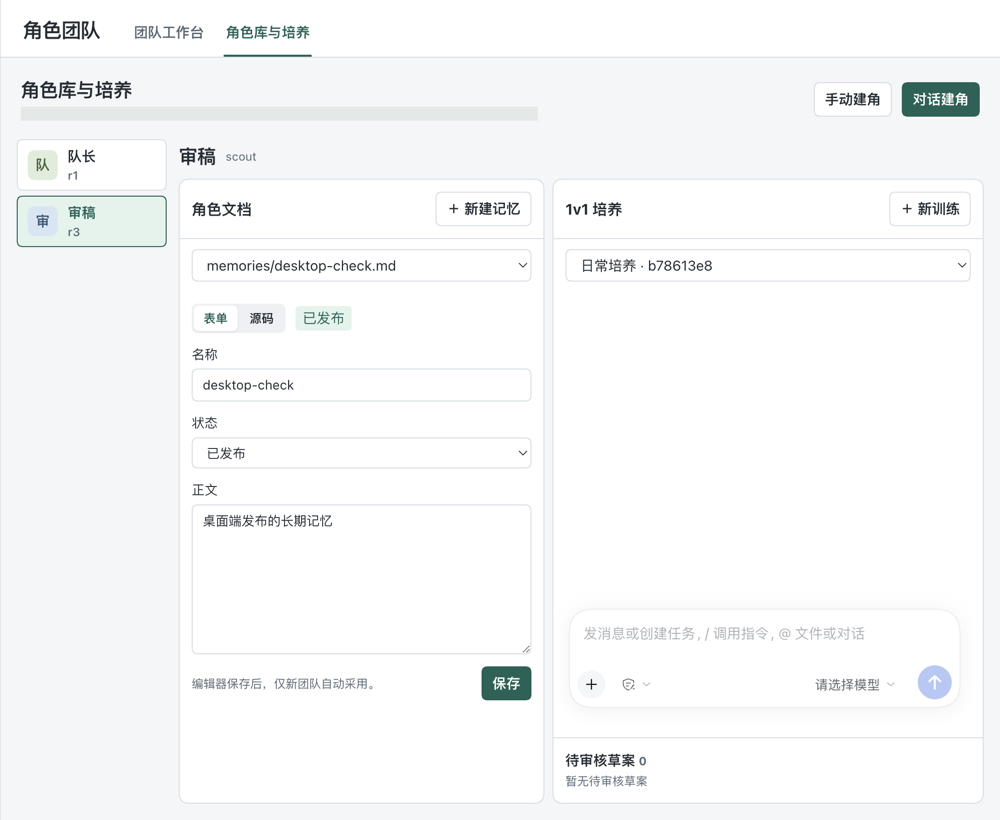 角色团队
团队工作台
角色库与培养
角色库与培养
手动建角
对话建角
队
队长
r1
审
审稿
r3
审稿 scout
角色文档
+ 新建记忆
memories/desktop-check.md
表单
源码
已发布
名称
desktop-check
状态
已发布
正文
桌面端发布的长期记忆
编辑器保存后，仅新团队自动采用。
保存
1v1 培养
+ 新训练
日常培养 · b78613e8
发消息或创建任务, / 调用指令, @ 文件或对话
请选择模型
待审核草案 0
暂无待审核草案